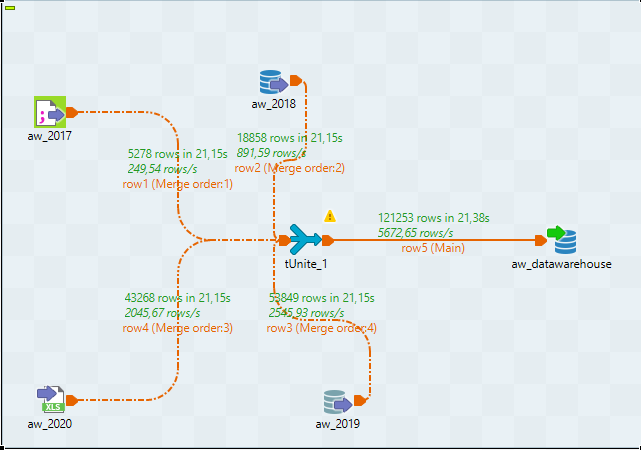 aw_2018
aw_2017
18858 rows in 21,15s
891,59 rows/s
row2 (Merge order:2)
5278 rows in 21,15s
249,54 rows/s
row1 (Merge order:1)
121253 rows in 21,38s
5672,65 rows/s
row5 (Main)
tUnite_1
aw_datawarehouse
43268 rows in 21,15s
2045,67 rows/s
row4 (Merge order:3)
53849 rows in 21,15s
2545,93 rows/s
row3 (Merge order:4)
XLS
aw_2020
aw_2019